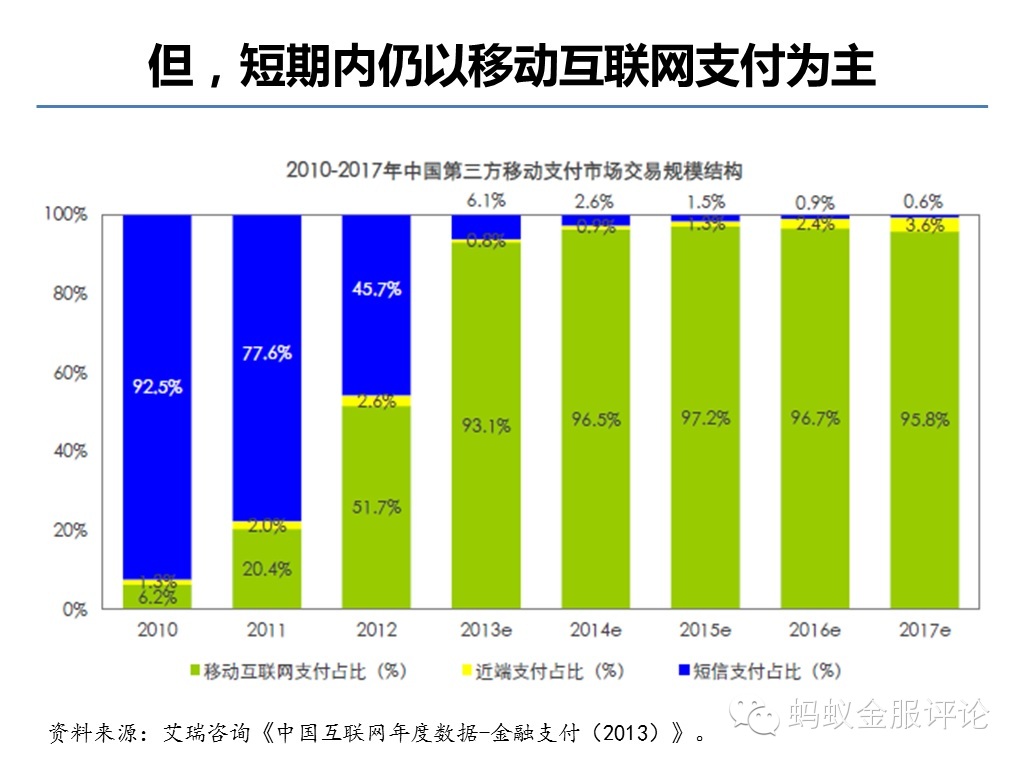 但，短期内仍以移动互联网支付为主
2010-2017年中国第三方移动支付市场交易规模结构
6.1% 2.6% 1.5% 0.9% 0.6%
100%
0.8% 0.9% 1.3% 2.4% 3.6%
80%
45.7%
77.6%
60%
92.5%
2.6%
93.1% 96.5% 97.2% 96.7% 95.8%
40%
51.7%
20%
2.0%
20.4%
1.3%
6.2%
0%
2010 2011 2012 2013e 2014e 2015e 2016e 2017e
移动互联网支付占比（%） 近端支付占比（%） 短信支付占比（%）
资料来源：艾瑞咨询《中国互联网年度数据-金融支付（2013）》。
蚂蚁金服评论